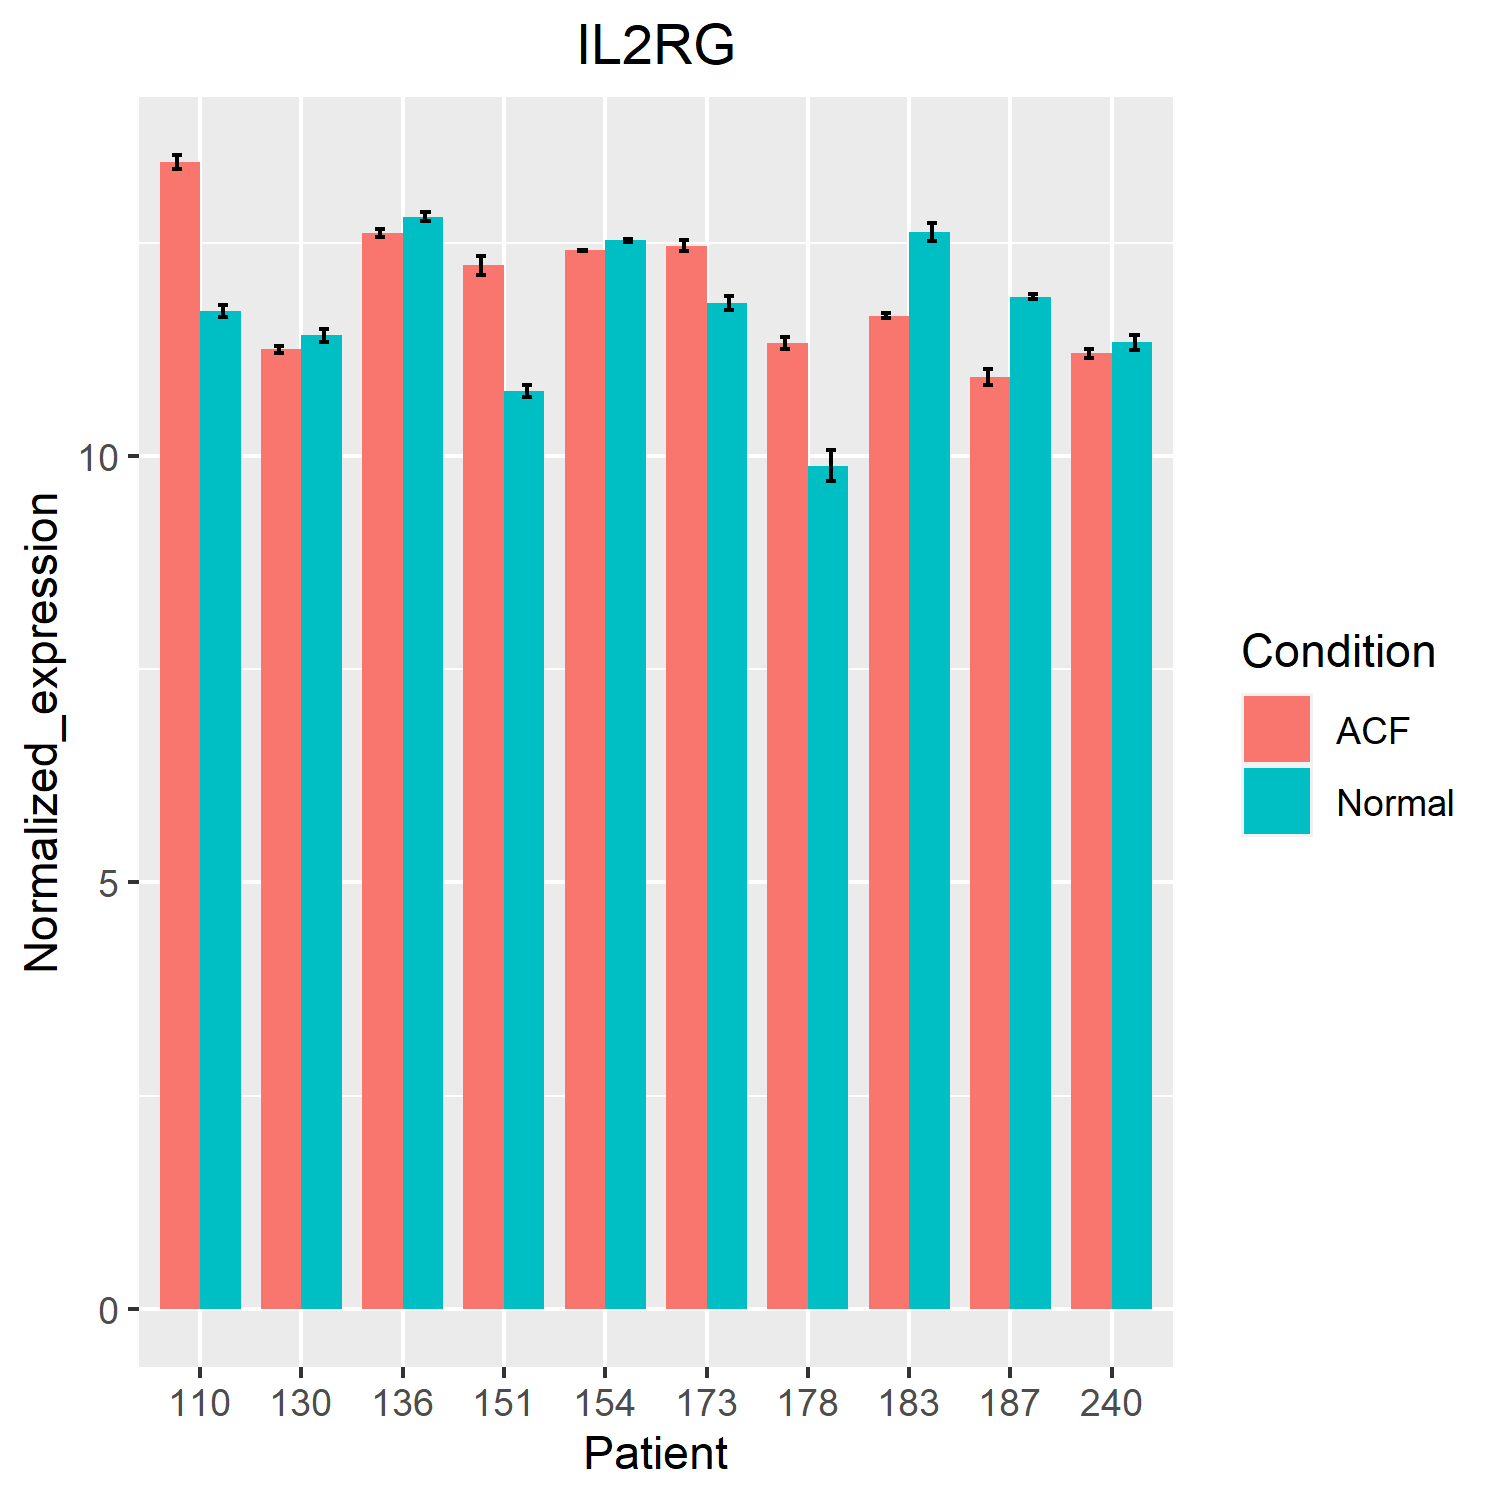 IL2RG
Normalized_expression
10
5
0
110 130 136 151 154 173 178 183 187 240
Patient
Condition
ACF
Normal